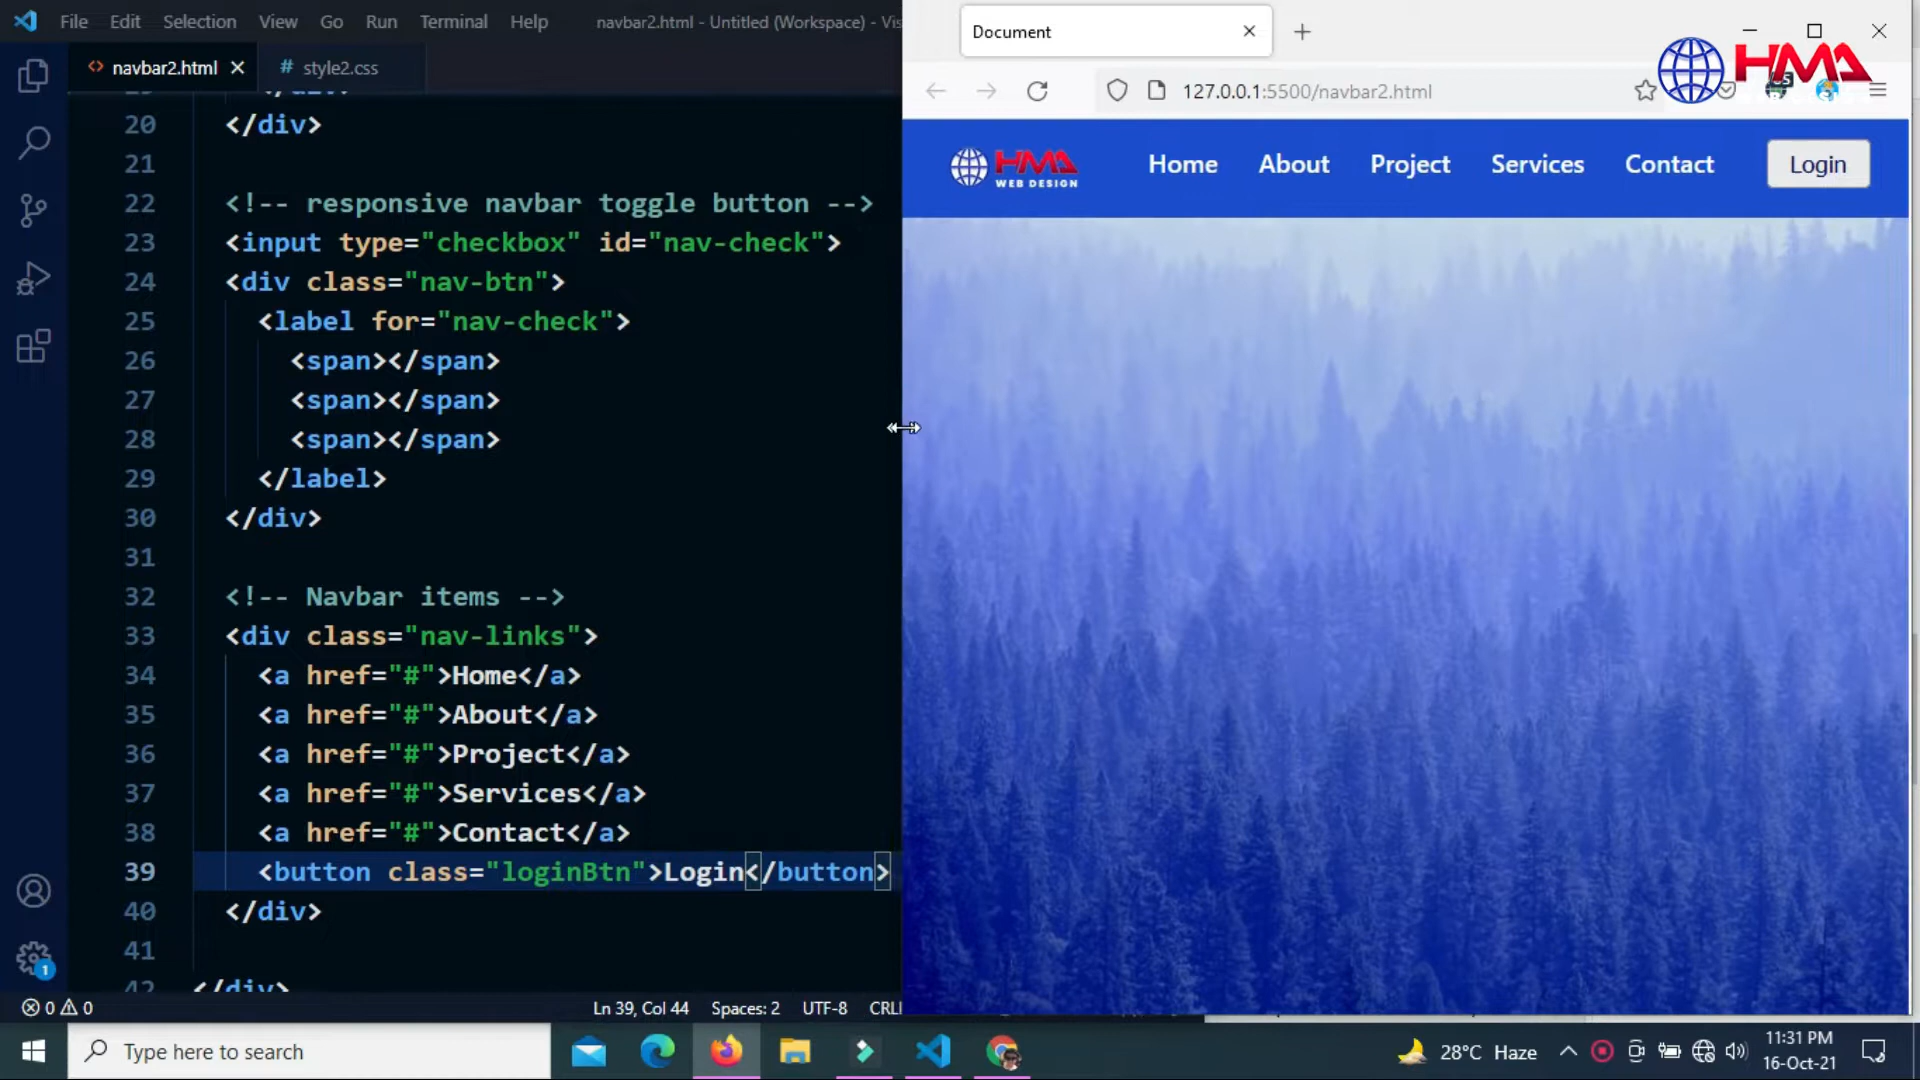 File Edit Selection View Go Run Terminal Help navbar2.html - Untitled (Workspace) - Vis
navbar2.html
style2.css
20 </div>
21
22 <!-- responsive navbar toggle button -->
23 <input type="checkbox" id="nav-check">
24 <div class="nav-btn">
25 <label for="nav-check">
26 <span></span>
27 <span></span>
28 <span></span>
29 </label>
30 </div>
31
32 <!-- Navbar items -->
33 <div class="nav-links">
34 <a href="#">Home</a>
35 <a href="#">About</a>
36 <a href="#">Project</a>
37 <a href="#">Services</a>
38 <a href="#">Contact</a>
39 <button class="loginBtn">Login</button>
40 </div>
41
42 </div>
1
0 0 Ln 39, Col 44 Spaces: 2 UTF-8 CRLF
Document
127.0.0.1:5500/navbar2.html
HMA
HMA
WEB DESIGN
Home About Project Services Contact Login
Type here to search
28°C Haze
11:31 PM
16-Oct-21